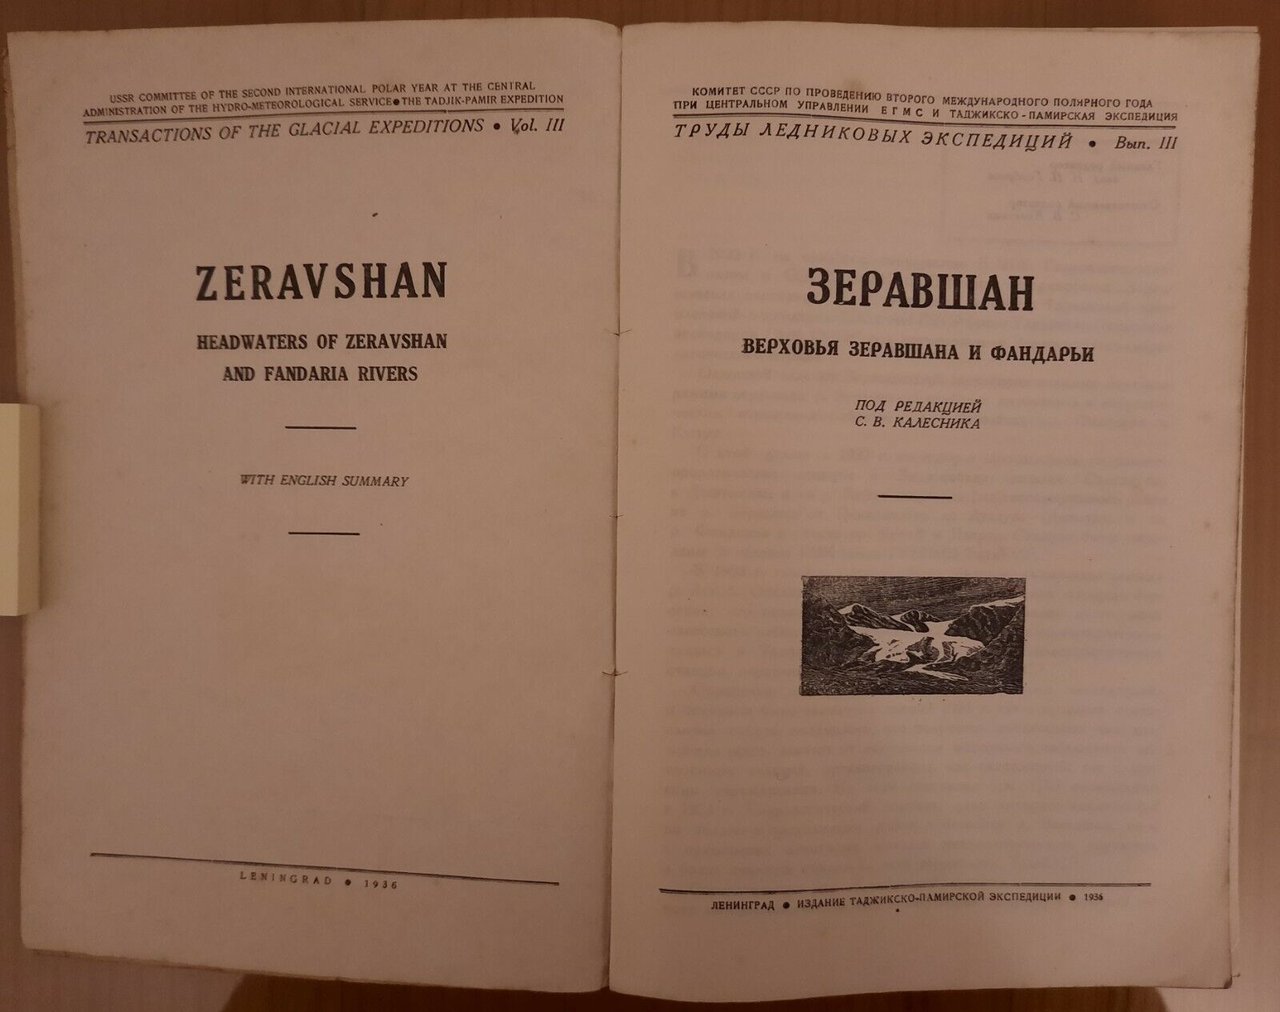 USSR COMMITTEE OF THE SECOND INTERNATIONAL POLAR YEAR AT THE CENTRAL
ADMINISTRATION OF THE HYDRO-METEOROLOGICAL SERVICE ● THE TADJIK-PAMIR EXPEDITION
TRANSACTIONS OF THE GLACIAL EXPEDITIONS ● Vol. III
ZERAVSHAN
HEADWATERS OF ZERAVSHAN
AND FANDARIA RIVERS
WITH ENGLISH SUMMARY
LENINGRAD ● 1936
КОМИТЕТ СССР ПО ПРОВЕДЕНИЮ ВТОРОГО МЕЖДУНАРОДНОГО ПОЛЯРНОГО ГОДА
ПРИ ЦЕНТРАЛЬНОМ УПРАВЛЕНИИ ЕГМС И ТАДЖИКСКО-ПАМИРСКАЯ ЭКСПЕДИЦИЯ
ТРУДЫ ЛЕДНИКОВЫХ ЭКСПЕДИЦИЙ ● Вып. III
ЗЕРАВШАН
ВЕРХОВЬЯ ЗЕРАВШАНА И ФАНДАРЬИ
ПОД РЕДАКЦИЕЙ
С. В. КАЛЕСНИКА
ЛЕНИНГРАД ● ИЗДАНИЕ ТАДЖИКСКО-ПАМИРСКОЙ ЭКСПЕДИЦИИ ● 1936